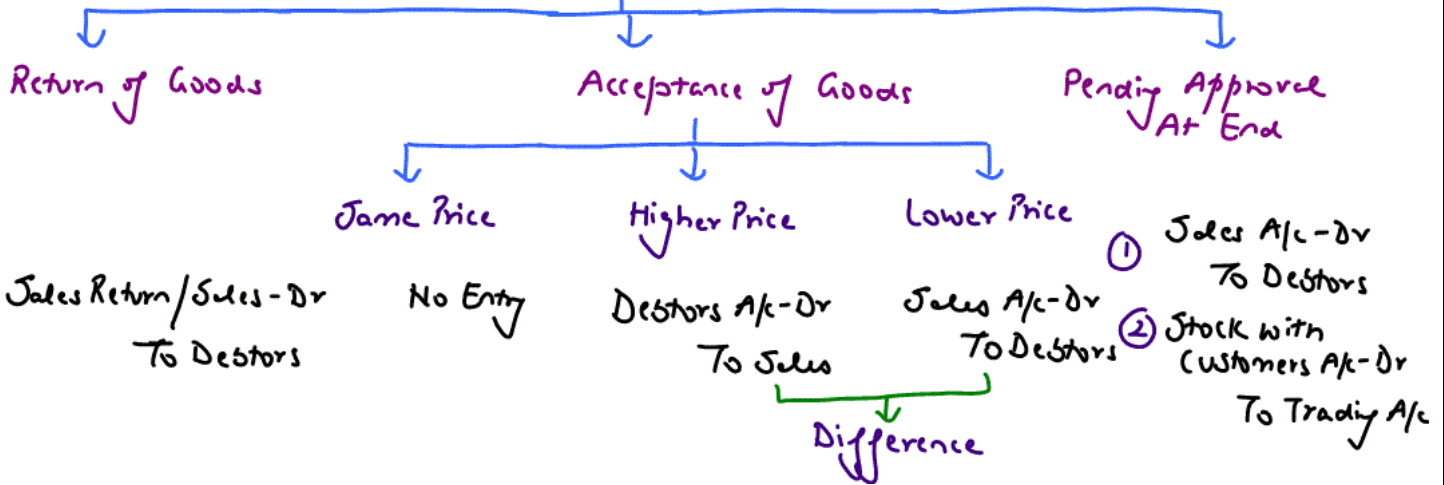 Return of Goods
Acceptance of Goods
Pending Approval
At End
Same Price
Higher Price
Lower Price
Sales Return/Sales-Dr
To Debtors
No Entry
Debtors A/c-Dr
To Sales
Sales A/c-Dr
To Debtors
Difference
① Sales A/c-Dr
To Debtors
② Stock with
Customers A/c-Dr
To Trading A/c